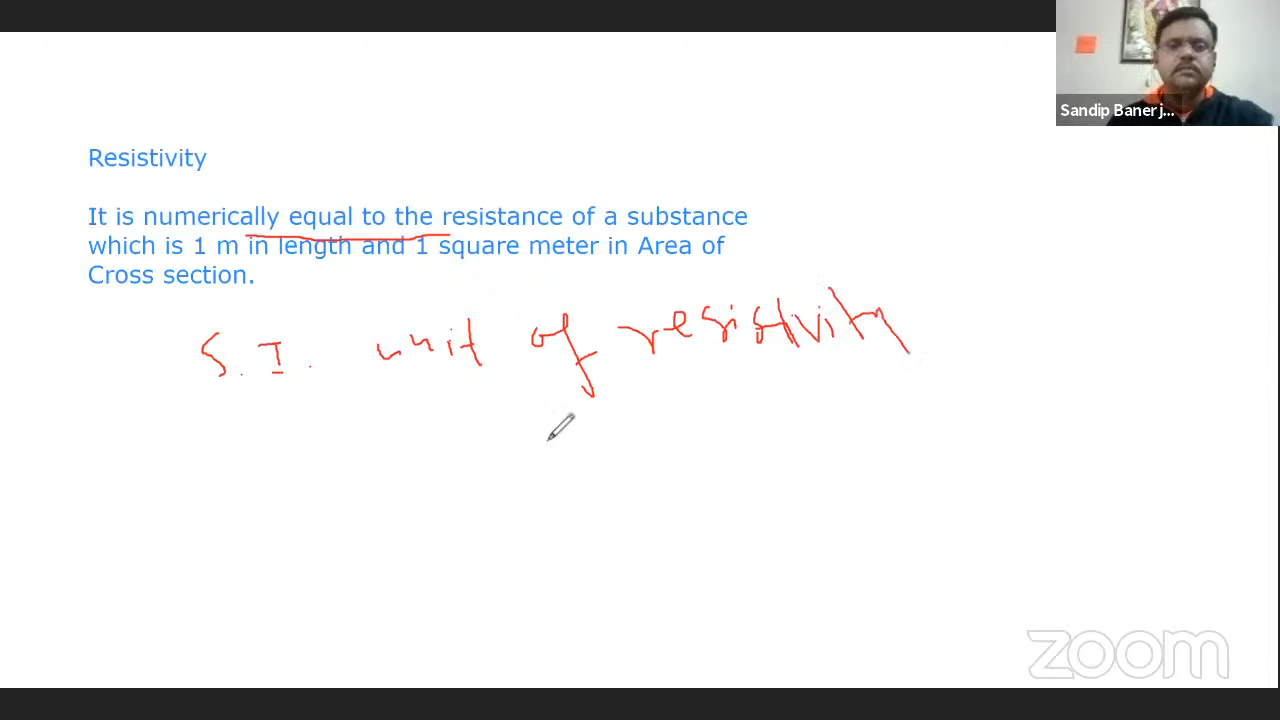 Sandip Banerj...
Resistivity
It is numerically equal to the resistance of a substance
which is 1 m in length and 1 square meter in Area of
Cross section.
S.I. unit of resistivity
zoom